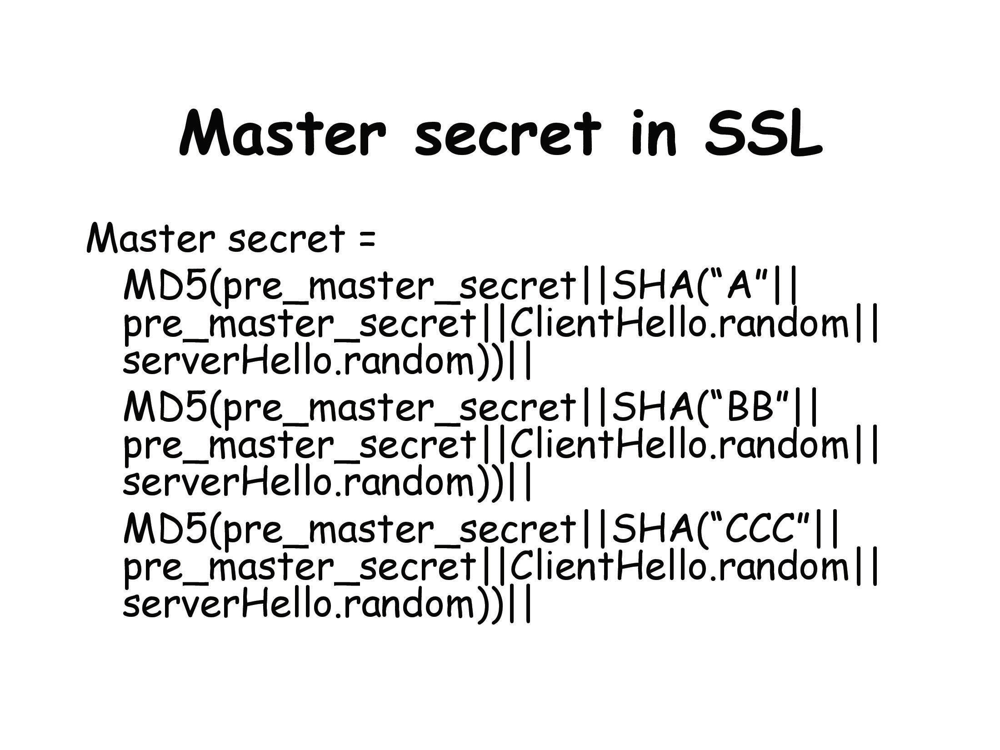 Master secret in SSL
Master secret =
MD5(pre_master_secret||SHA(“A”||
pre_master_secret||ClientHello.random||
serverHello.random))||
MD5(pre_master_secret||SHA(“BB”||
pre_master_secret||ClientHello.random||
serverHello.random))||
MD5(pre_master_secret||SHA(“CCC”||
pre_master_secret||ClientHello.random||
serverHello.random))||